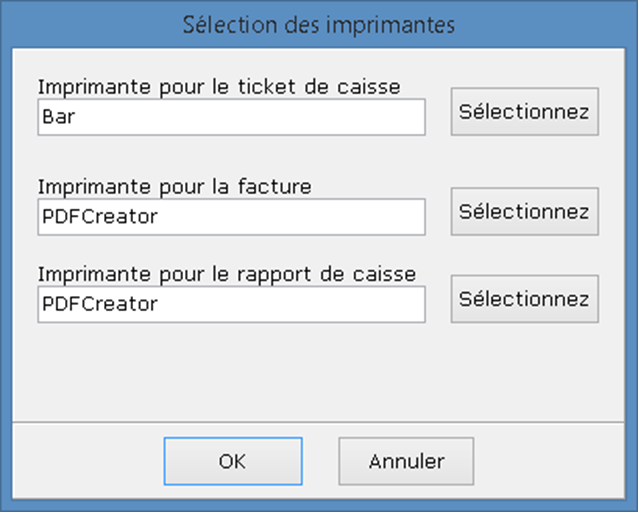 Sélection des imprimantes
Imprimante pour le ticket de caisse
Bar
Sélectionnez
Imprimante pour la facture
PDFCreator
Sélectionnez
Imprimante pour le rapport de caisse
PDFCreator
Sélectionnez
OK
Annuler